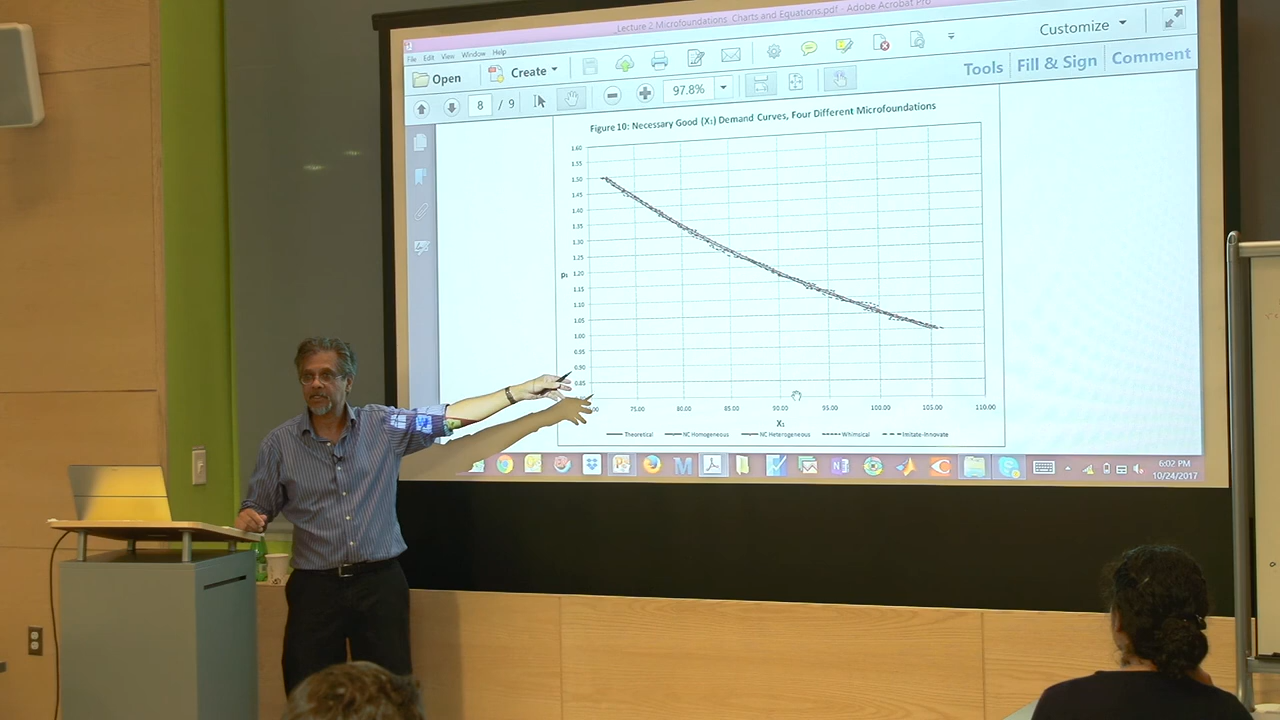 _Lecture 2 Microfoundations Charts and Equations.pdf - Adobe Acrobat Pro
File Edit View Window Help
Open Create Customize
8 / 9 97.8% Tools Fill & Sign Comment
Figure 10: Necessary Good (X₁) Demand Curves, Four Different Microfoundations
1.60
1.55
1.50
1.45
1.40
1.35
1.30
1.25
1.20
1.15
1.10
1.05
1.00
0.95
0.90
0.85
p₁
75.00 80.00 85.00 90.00 95.00 100.00 105.00 110.00
X₁
Theoretical NC Homogeneous NC Heterogeneous Whimsical Imitate-Innovate
6:02 PM
10/24/2017